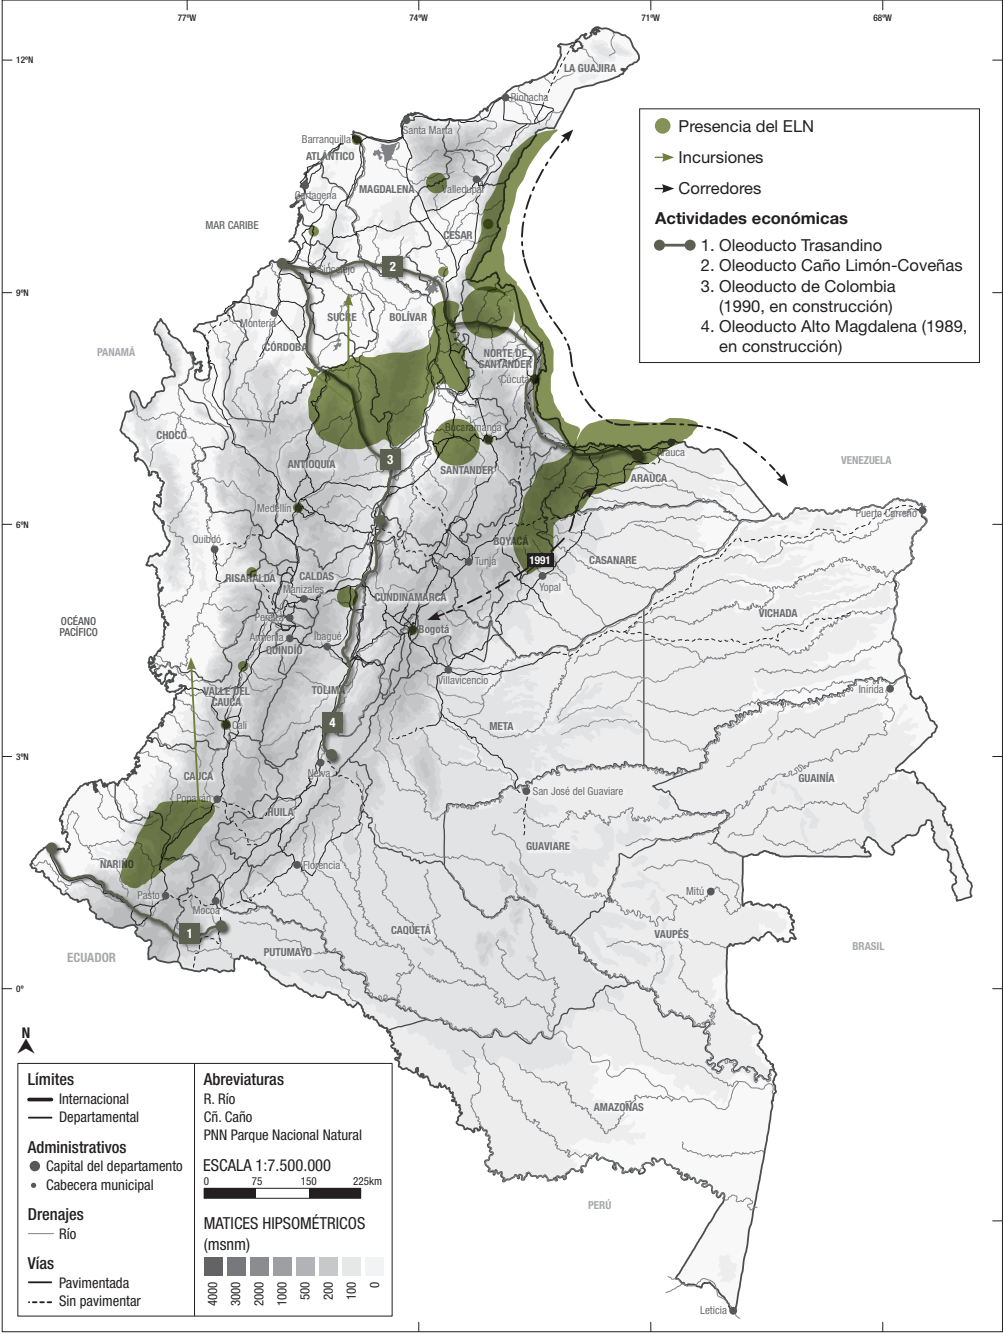 77°W
74°W
71°W
68°W
12°N
9°N
6°N
3°N
0°
LA GUAJIRA
Riohacha
Santa Marta
Barranquilla
ATLÁNTICO
MAGDALENA
Valledupar
Cartagena
MAR CARIBE
CESAR
Presencia del ELN
Incursiones
Corredores
Actividades económicas
1. Oleoducto Trasandino
2. Oleoducto Caño Limón-Coveñas
3. Oleoducto de Colombia
(1990, en construcción)
4. Oleoducto Alto Magdalena (1989,
en construcción)
Sincelejo
2
SUCRE
BOLÍVAR
Montería
CÓRDOBA
PANAMÁ
NORTE DE
SANTANDER
Cúcuta
CHOCÓ
Bucaramanga
3
ANTIOQUIA
SANTANDER
Arauca
ARAUCA
VENEZUELA
Medellín
Puerto Carreño
Quibdó
BOYACÁ
1991
Tunja
CASANARE
Yopal
RISARALDA
CALDAS
Manizales
CUNDINAMARCA
VICHADA
Pereira
OCÉANO
PACÍFICO
Bogotá
Armenia
Ibagué
QUINDÍO
Villavicencio
VALLE DEL
CAUCA
TOLIMA
Inírida
Cali
4
META
Neiva
CAUCA
GUAINÍA
Popayán
San José del Guaviare
HUILA
GUAVIARE
NARIÑO
Florencia
Pasto
Mocoa
Mitú
1
CAQUETÁ
VAUPÉS
ECUADOR
PUTUMAYO
BRASIL
AMAZONAS
PERÚ
Leticia
N
Límites
Internacional
Departamental
Administrativos
Capital del departamento
Cabecera municipal
Drenajes
Río
Vías
Pavimentada
Sin pavimentar
Abreviaturas
R. Río
Cñ. Caño
PNN Parque Nacional Natural
ESCALA 1:7.500.000
0 75 150 225km
MATICES HIPSOMÉTRICOS
(msnm)
4000 3000 2000 1000 500 200 100 0